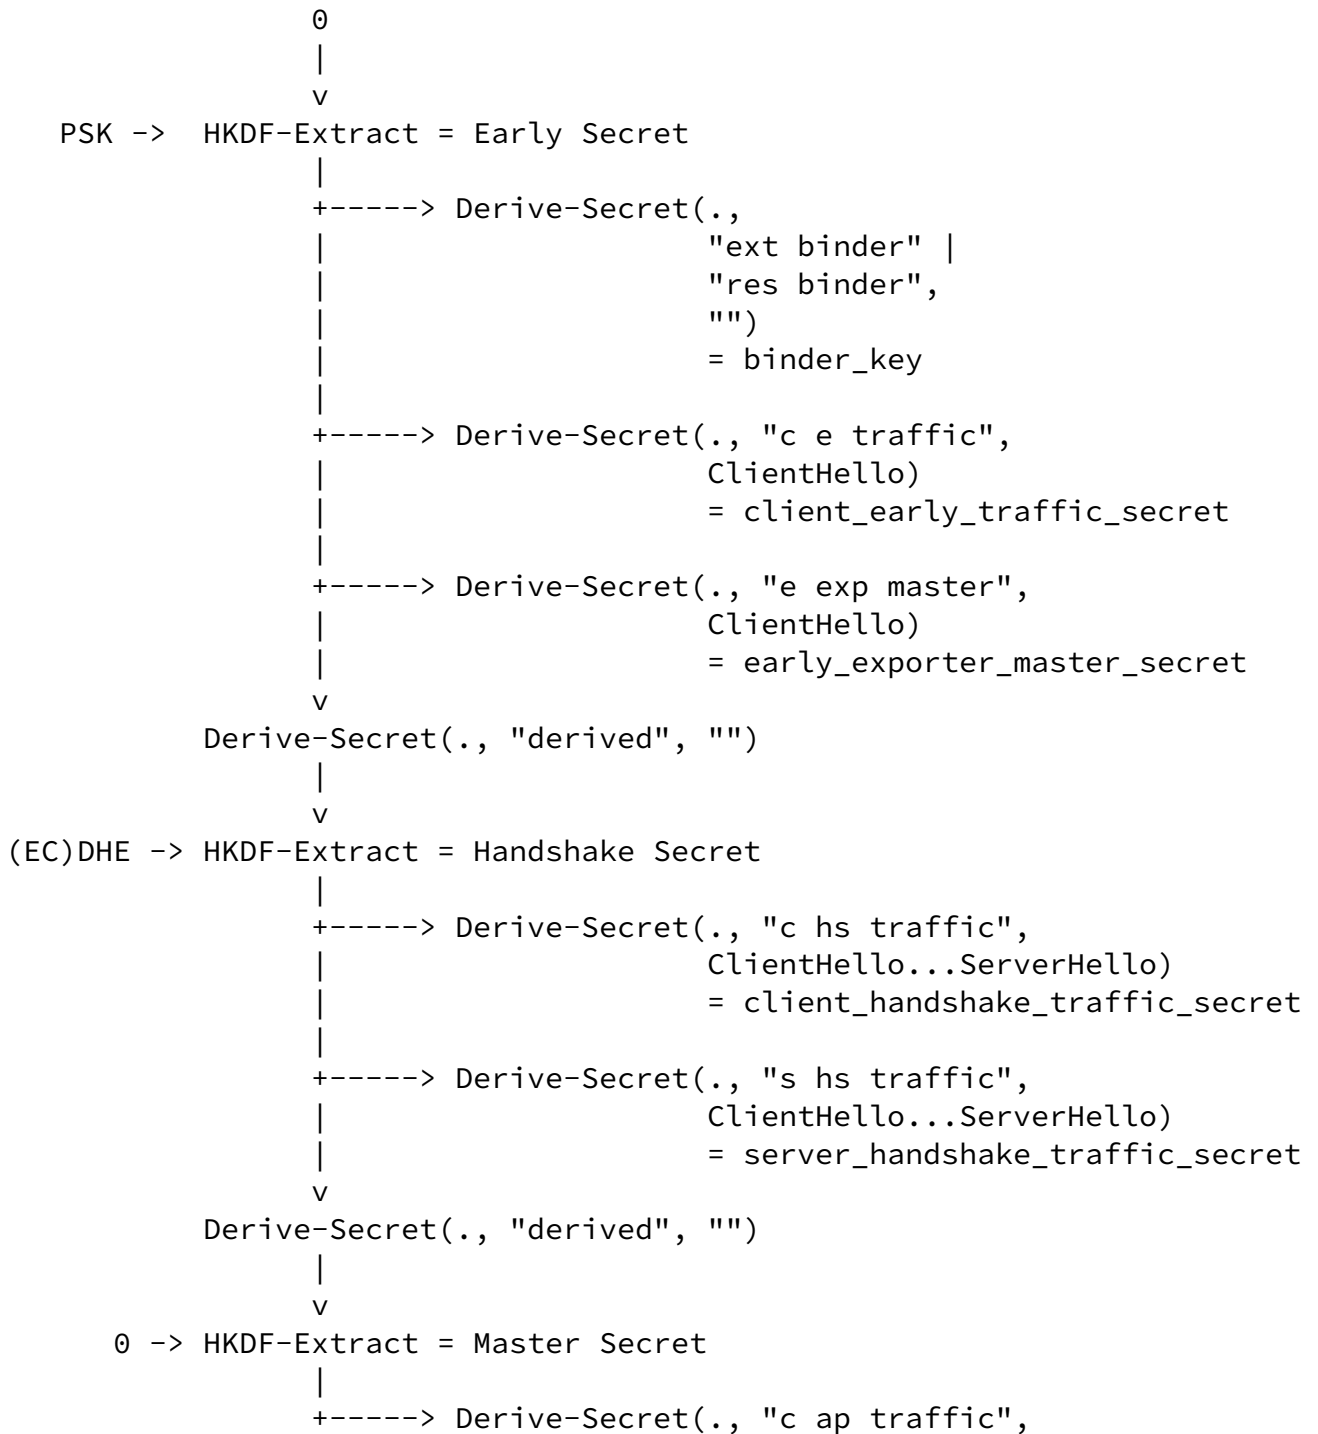 0
|
v
PSK -> HKDF-Extract = Early Secret
|
+-----> Derive-Secret(.,
| "ext binder" |
| "res binder",
| "")
| = binder_key
|
+-----> Derive-Secret(., "c e traffic",
| ClientHello)
| = client_early_traffic_secret
|
+-----> Derive-Secret(., "e exp master",
| ClientHello)
| = early_exporter_master_secret
v
Derive-Secret(., "derived", "")
|
v
(EC)DHE -> HKDF-Extract = Handshake Secret
|
+-----> Derive-Secret(., "c hs traffic",
| ClientHello...ServerHello)
| = client_handshake_traffic_secret
|
+-----> Derive-Secret(., "s hs traffic",
| ClientHello...ServerHello)
| = server_handshake_traffic_secret
v
Derive-Secret(., "derived", "")
|
v
0 -> HKDF-Extract = Master Secret
|
+-----> Derive-Secret(., "c ap traffic",